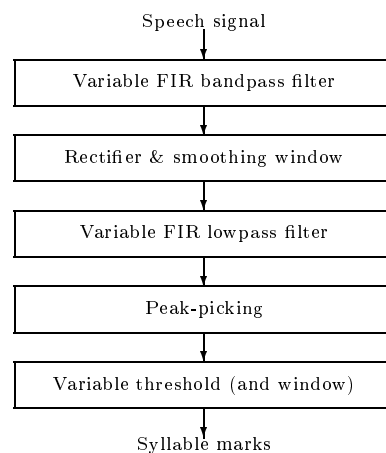 Speech signal
Variable FIR bandpass filter
Rectifier & smoothing window
Variable FIR lowpass filter
Peak-picking
Variable threshold (and window)
Syllable marks